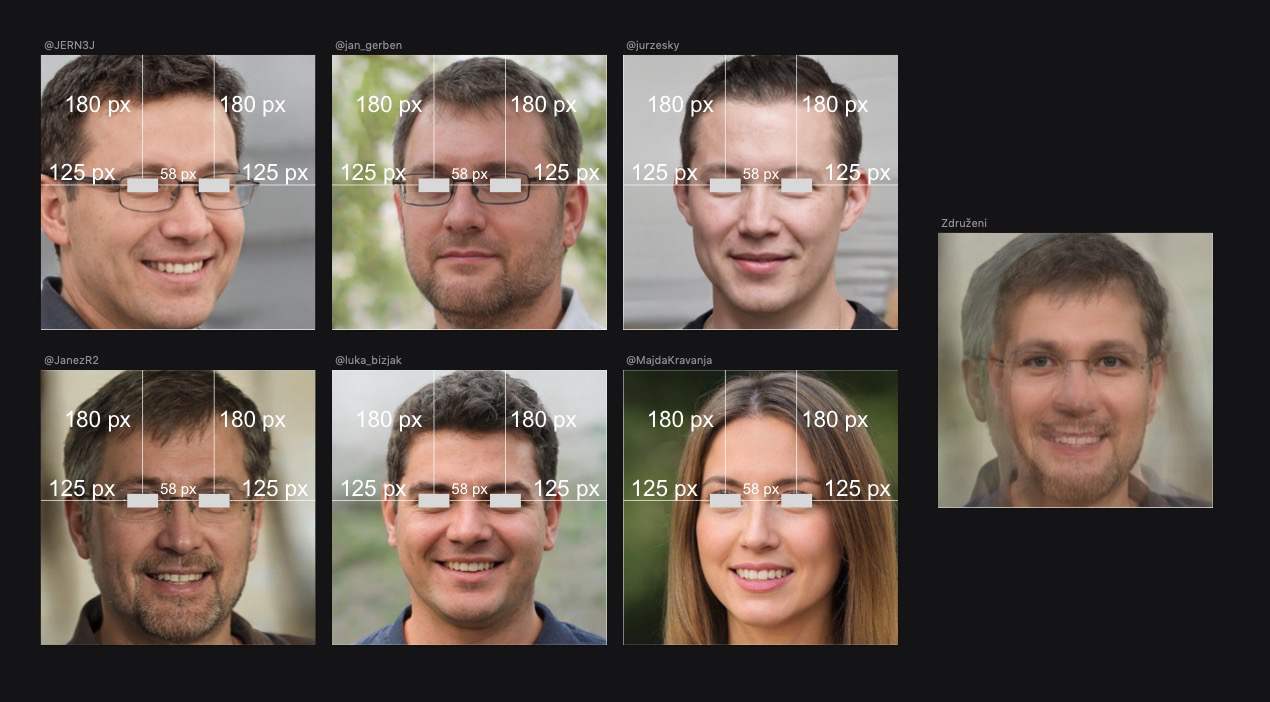 @JERN3J
@jan_gerben
@jurzesky
180 px 180 px
180 px 180 px
180 px 180 px
125 px 58 px 125 px
125 px 58 px 125 px
125 px 58 px 125 px
Združeni
@JanezR2
@luka_bizjak
@MajdaKravanja
180 px 180 px
180 px 180 px
180 px 180 px
125 px 58 px 125 px
125 px 58 px 125 px
125 px 58 px 125 px